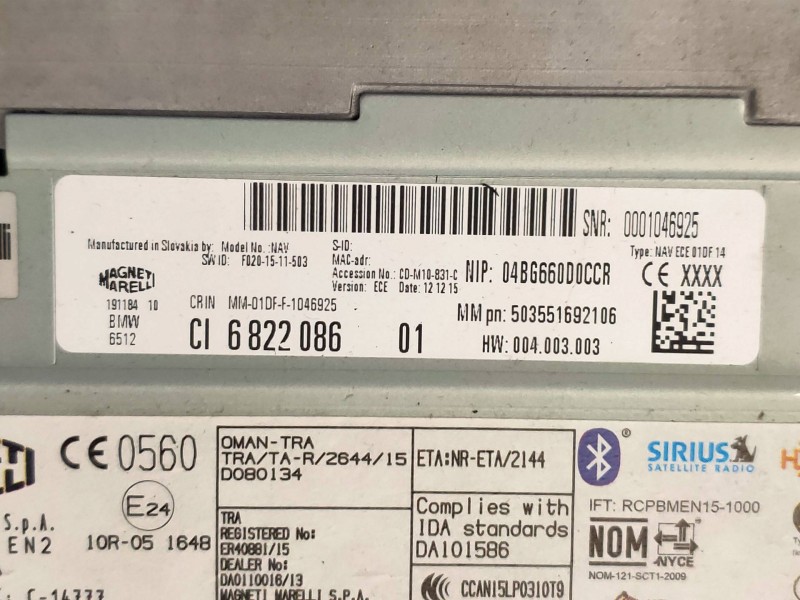 SNR: 0001046925
Manufactured in Slovakia by: Model No.: NAV
SW ID: F020-15-11-503
S-ID:
MAC-adr:
Accession No.: CD-M10-831-C
Version: ECE Date: 12 12 15
NIP: 04BG660D0CCR
Type: NAV ECE 01DF 14
CE XXXX
MAGNETI
MARELLI
191184 10
BMW
6512
CRIN MM-01DF-F-1046925
CI 6 822 086 01
MM pn: 503551692106
HW: 004.003.003
CE 0560
E24
10R-05 1648
S.p.A.
EN2
C-14777
OMAN-TRA
TRA/TA-R/2644/15
D080134
TRA
REGISTERED No:
ER40881/15
DEALER No:
DA0110016/13
MAGNETI MARELLI S.P.A.
ETA:NR-ETA/2144
Complies with
IDA standards
DA101586
CCAN15LP0310T9
SIRIUS
SATELLITE RADIO
IFT: RCPBMEN15-1000
NOM
NYCE
NOM-121-SCT1-2009